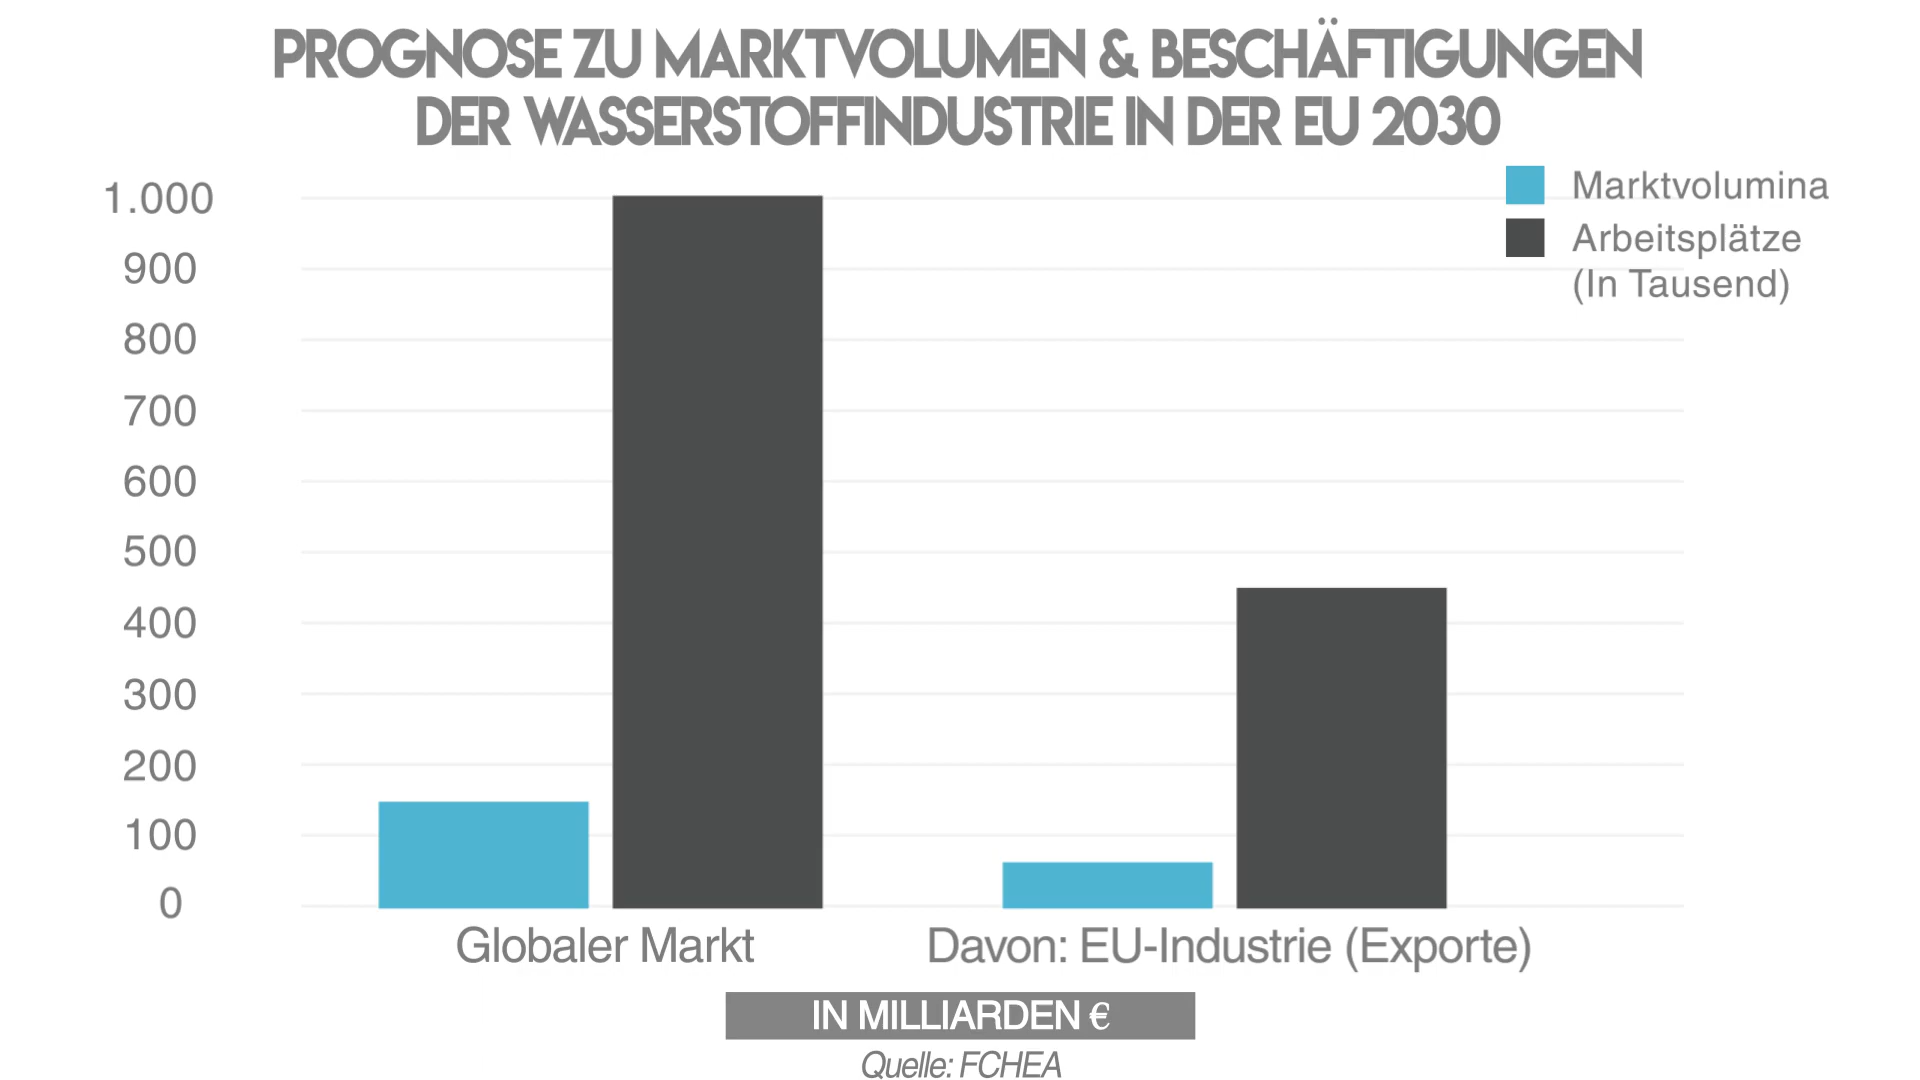 PROGNOSE ZU MARKTVOLUMEN & BESCHÄFTIGUNGEN
DER WASSERSTOFFINDUSTRIE IN DER EU 2030
Marktvolumina
Arbeitsplätze
(In Tausend)
1.000
900
800
700
600
500
400
300
200
100
0
Globaler Markt
Davon: EU-Industrie (Exporte)
IN MILLIARDEN €
Quelle: FCHEA